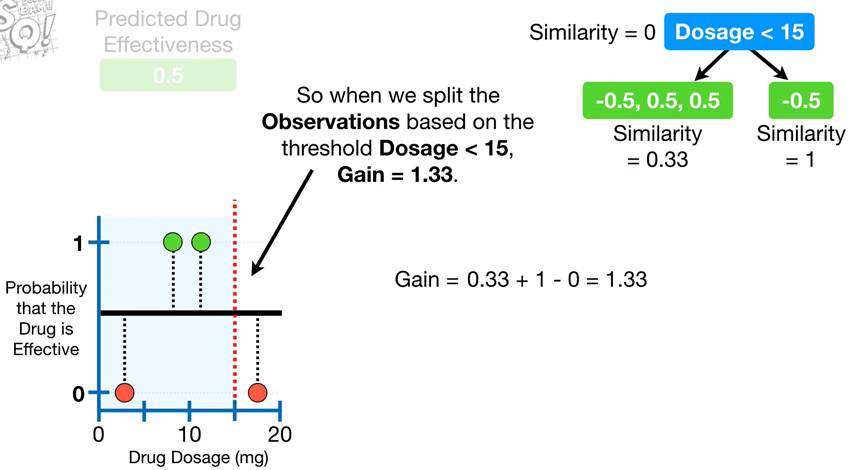 BAM!!
Q!
Predicted Drug
Effectiveness
0.5
So when we split the
Observations based on the
threshold Dosage < 15,
Gain = 1.33.
Similarity = 0
Dosage < 15
-0.5, 0.5, 0.5
-0.5
Similarity
= 0.33
Similarity
= 1
Gain = 0.33 + 1 - 0 = 1.33
1
Probability
that the
Drug is
Effective
0
0
10
20
Drug Dosage (mg)